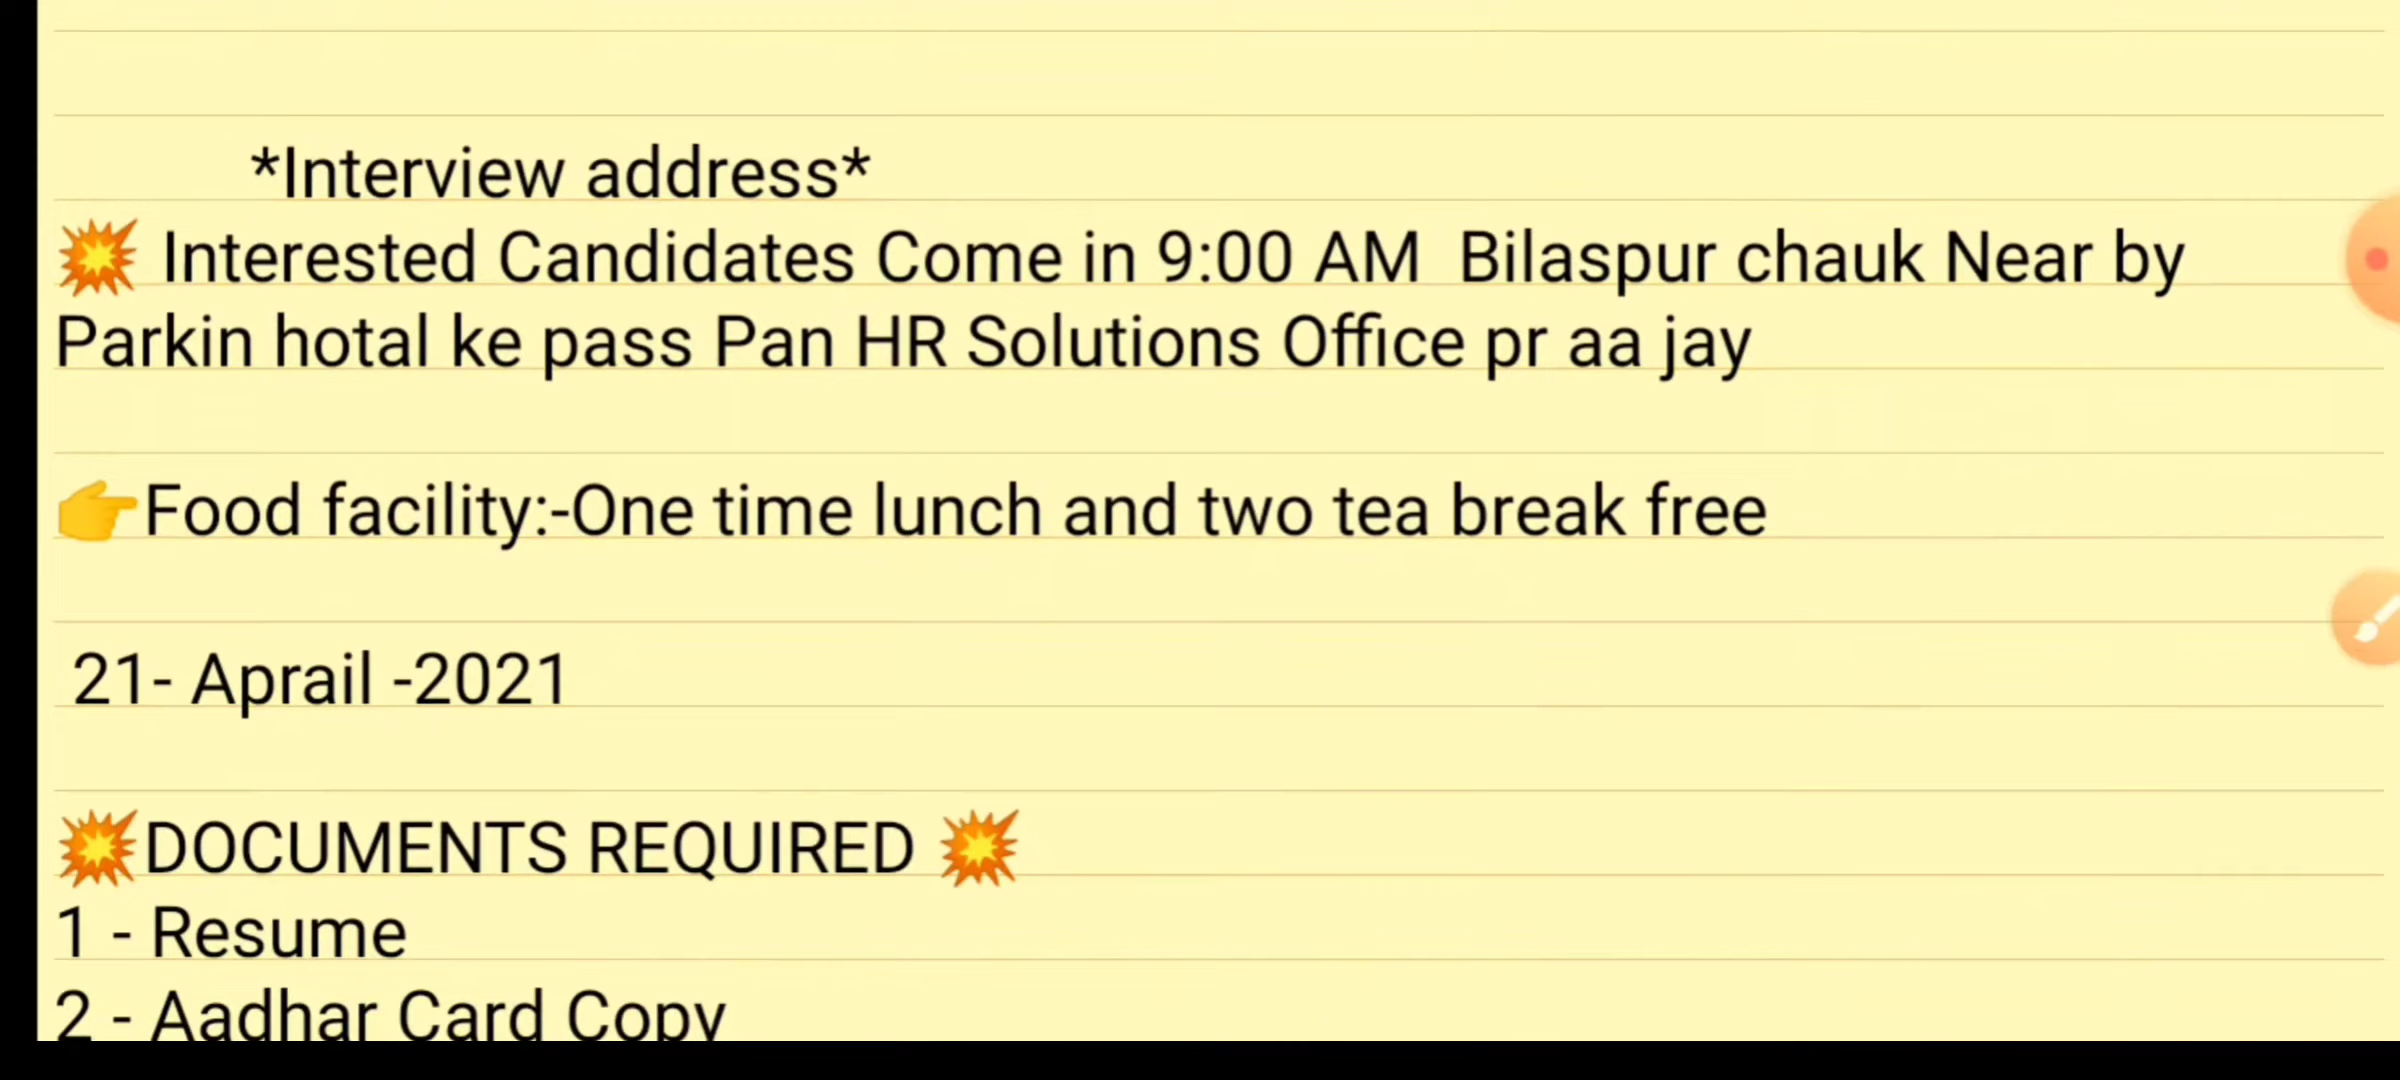 *Interview address*
💥 Interested Candidates Come in 9:00 AM  Bilaspur chauk Near by
Parkin hotal ke pass Pan HR Solutions Office pr aa jay
👉Food facility:-One time lunch and two tea break free
21- Aprail -2021
💥DOCUMENTS REQUIRED 💥
1 - Resume
2 - Aadhar Card Copy